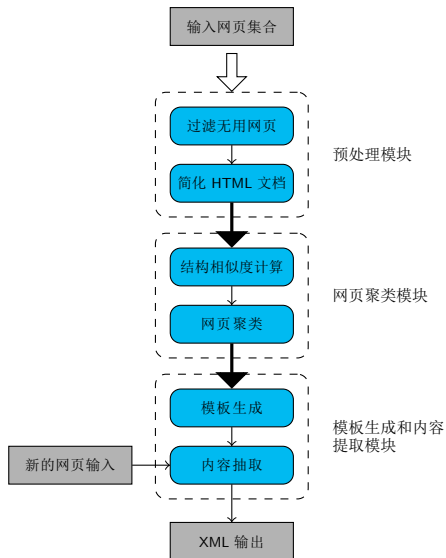 输入网页集合
过滤无用网页
预处理模块
简化 HTML 文档
结构相似度计算
网页聚类模块
网页聚类
模板生成
模板生成和内容
提取模块
新的网页输入
内容抽取
XML 输出